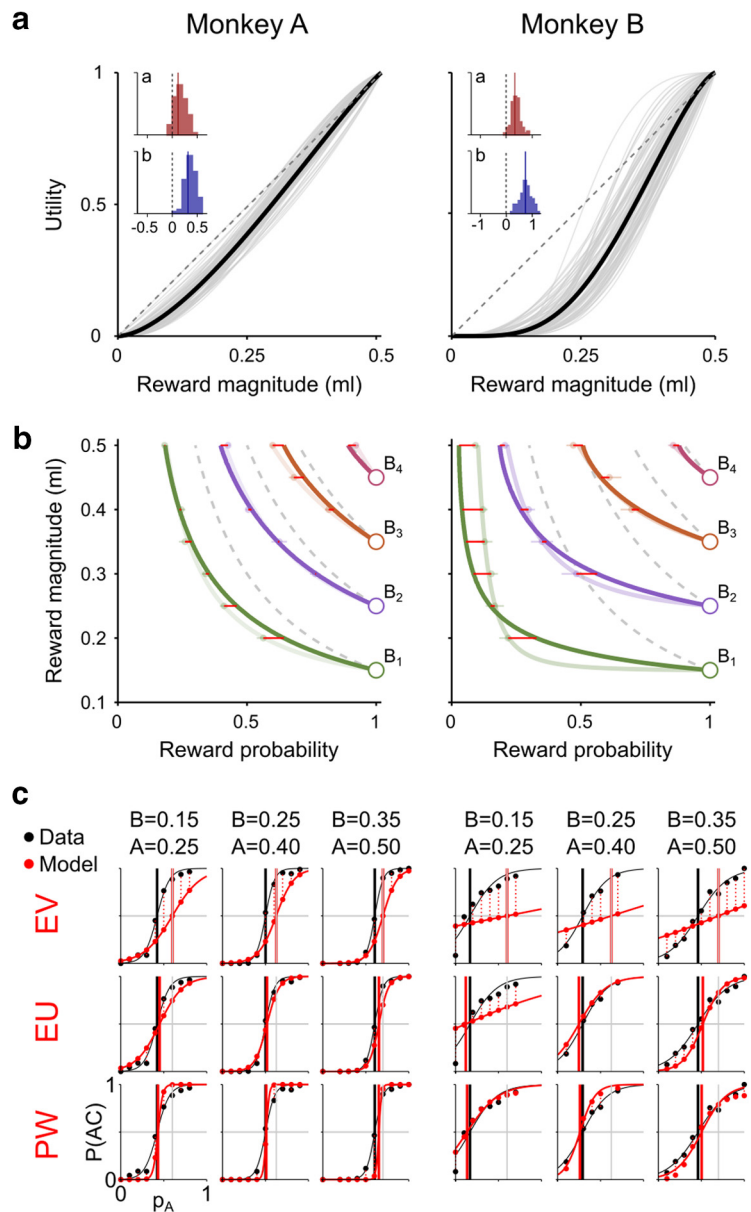 a
Monkey A
Monkey B
Utility
1
0.5
0
a
b
-0.5 0 0.5
a
b
-1 0 1
0 0.25 0.5
0 0.25 0.5
Reward magnitude (ml)
Reward magnitude (ml)
b
Reward magnitude (ml)
0.5
0.4
0.3
0.2
0.1
B4
B3
B2
B1
B4
B3
B2
B1
0 0.5 1
0 0.5 1
Reward probability
Reward probability
c
Data
Model
B=0.15 B=0.25 B=0.35
A=0.25 A=0.40 A=0.50
B=0.15 B=0.25 B=0.35
A=0.25 A=0.40 A=0.50
EV
EU
PW
1
P(AC)
0
0 pA 1